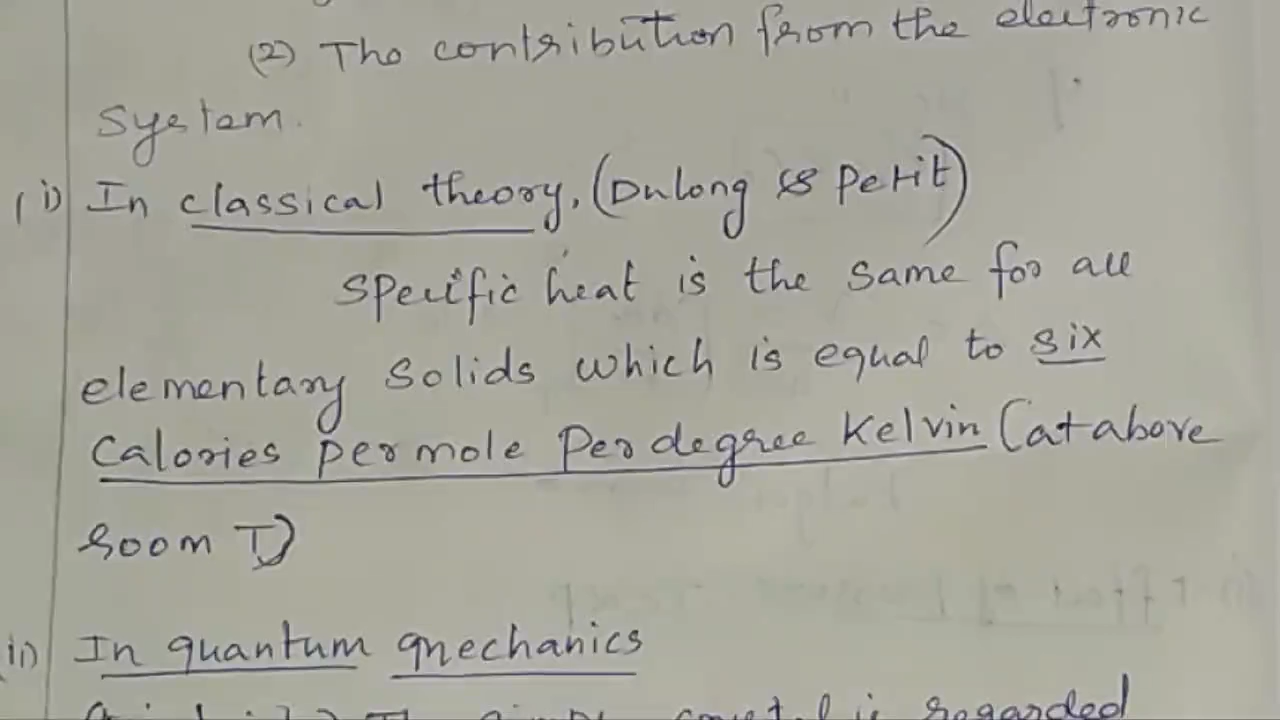 (2) The contribution from the electronic
system.
(i) In classical theory, (Dulong & Petit)
Specific heat is the same for all
elementary solids which is equal to six
Calories per mole per degree Kelvin (at above
room T)
(ii) In quantum mechanics
is regarded